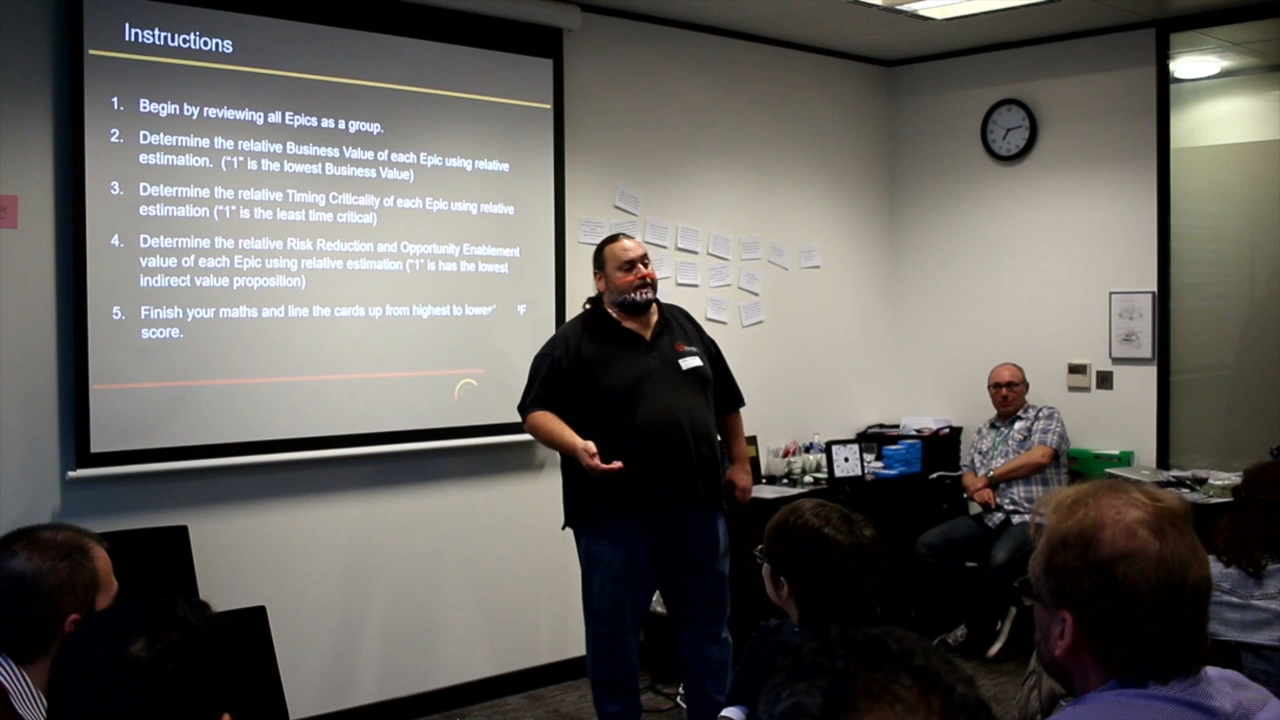 Instructions
1. Begin by reviewing all Epics as a group.
2. Determine the relative Business Value of each Epic using relative
estimation. ("1" is the lowest Business Value)
3. Determine the relative Timing Criticality of each Epic using relative
estimation ("1" is the least time critical)
4. Determine the relative Risk Reduction and Opportunity Enablement
value of each Epic using relative estimation ("1" is has the lowest
indirect value proposition)
5. Finish your maths and line the cards up from highest to
score.